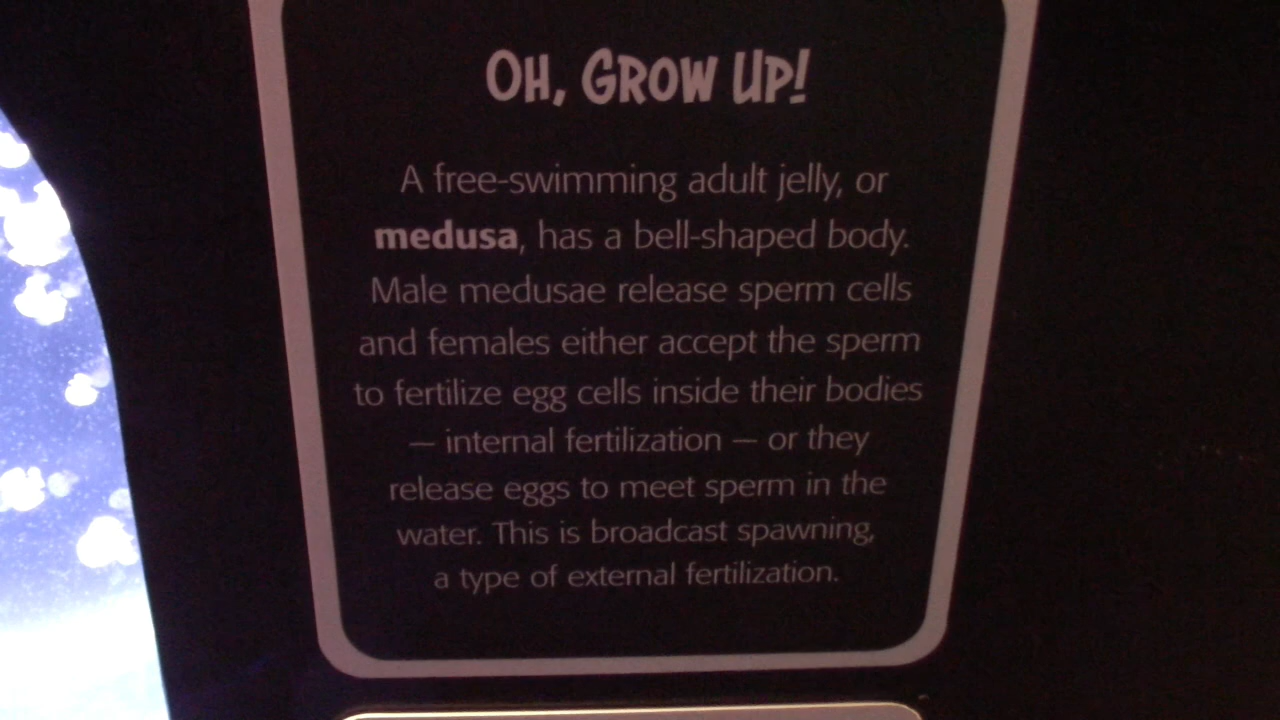 OH, GROW UP!
A free-swimming adult jelly, or
medusa, has a bell-shaped body.
Male medusae release sperm cells
and females either accept the sperm
to fertilize egg cells inside their bodies
— internal fertilization — or they
release eggs to meet sperm in the
water. This is broadcast spawning,
a type of external fertilization.